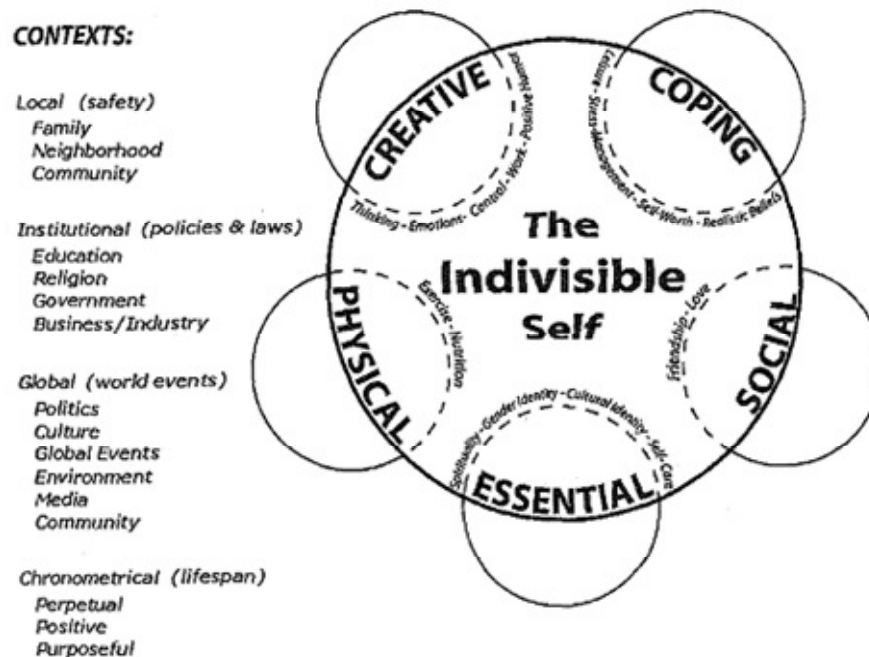 CONTEXTS:
Local (safety)
Family
Neighborhood
Community
Institutional (policies & laws)
Education
Religion
Government
Business/Industry
Global (world events)
Politics
Culture
Global Events
Environment
Media
Community
Chronometrical (lifespan)
Perpetual
Positive
Purposeful
CREATIVE
Thinking - Emotions - Control - Work - Positive Humor
COPING
Leisure - Stress-Management - Self-Worth - Realistic Beliefs
The
Indivisible
Self
PHYSICAL
Exercise - Nutrition
SOCIAL
Friendship - Love
Spirituality - Gender Identity - Cultural Identity - Self-Care
ESSENTIAL